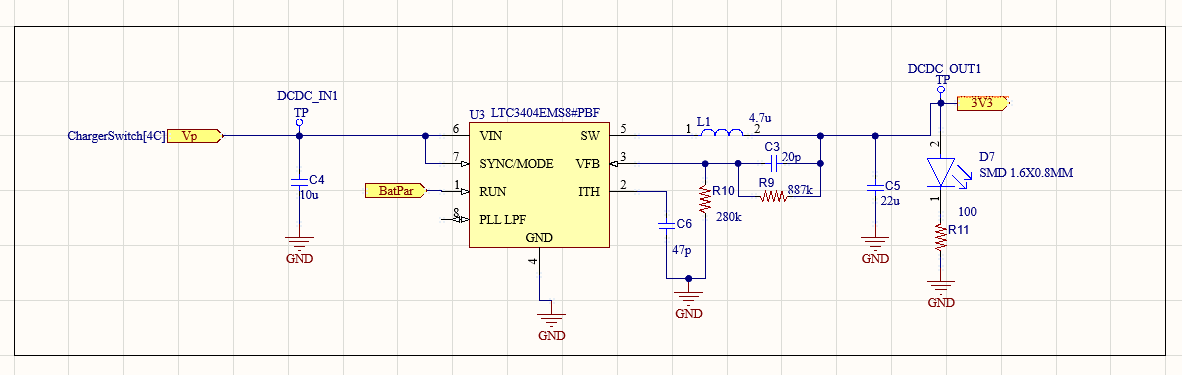 DCDC_OUT1
TP
3V3
DCDC_IN1
TP
U3 LTC3404EMS8#PBF
ChargerSwitch[4C] Vp
6 VIN SW 5
1 L1 4.7u 2
7 SYNC/MODE VFB 3
C3 20p
R9 887k
2 D7
SMD 1.6X0.8MM
1
BatPar
1 RUN ITH 2
C4
10u
R10
280k
C5
22u
8 PLL LPF
C6
47p
100
R11
GND
4
GND
GND
GND
GND
GND